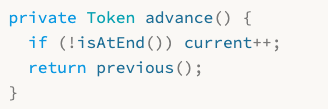 private Token advance() {
  if (!isAtEnd()) current++;
  return previous();
}